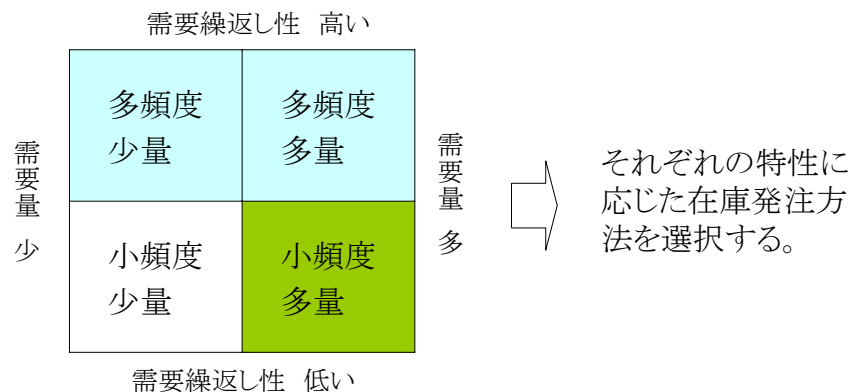 需要繰返し性 高い
多頻度
少量
多頻度
多量
需要量 少
需要量 多
小頻度
少量
小頻度
多量
需要繰返し性 低い
それぞれの特性に
応じた在庫発注方
法を選択する。